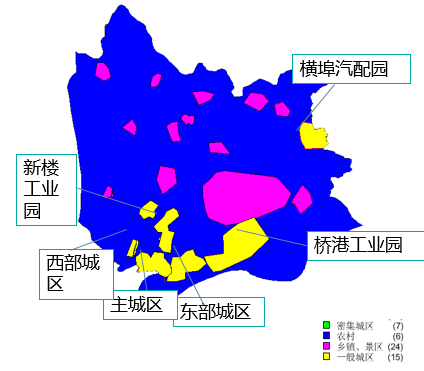 横埠汽配园
新楼
工业
园
桥港工业园
西部城
区
主城区
东部城区
密集城区 (7)
农村 (6)
乡镇、景区 (24)
一般城区 (15)